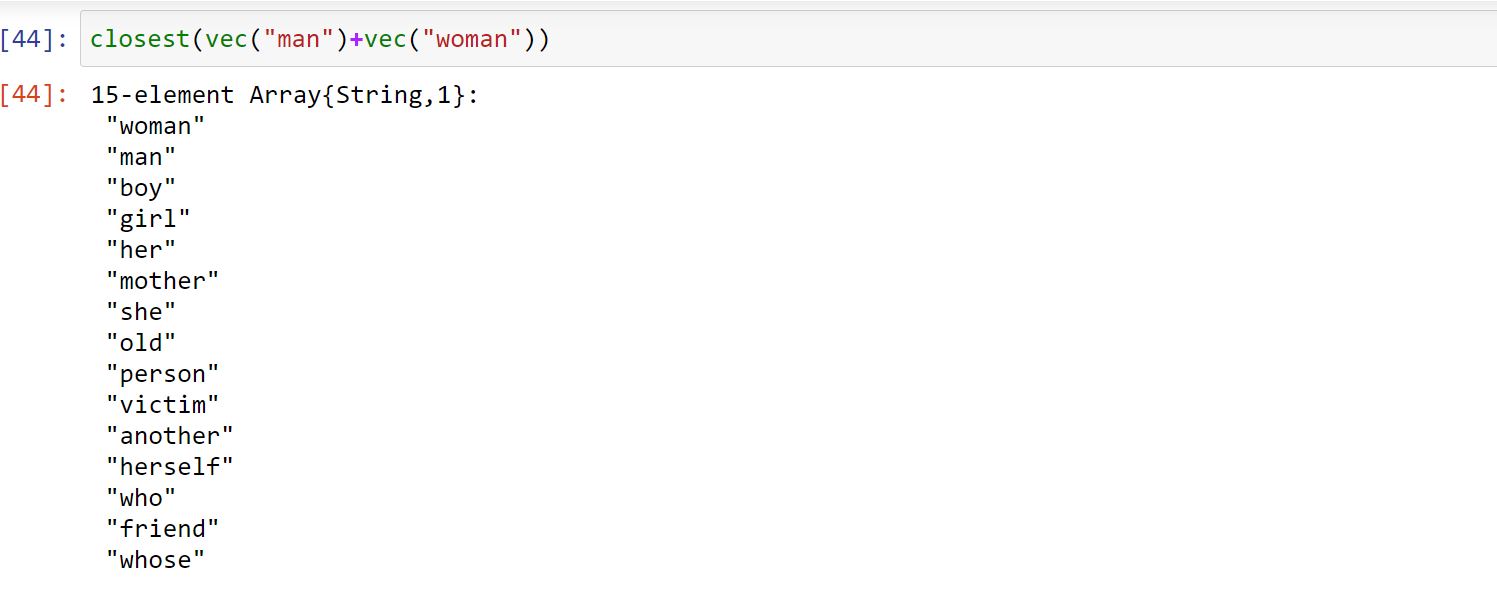 [44]: closest(vec("man")+vec("woman"))
[44]: 15-element Array{String,1}:
"woman"
"man"
"boy"
"girl"
"her"
"mother"
"she"
"old"
"person"
"victim"
"another"
"herself"
"who"
"friend"
"whose"